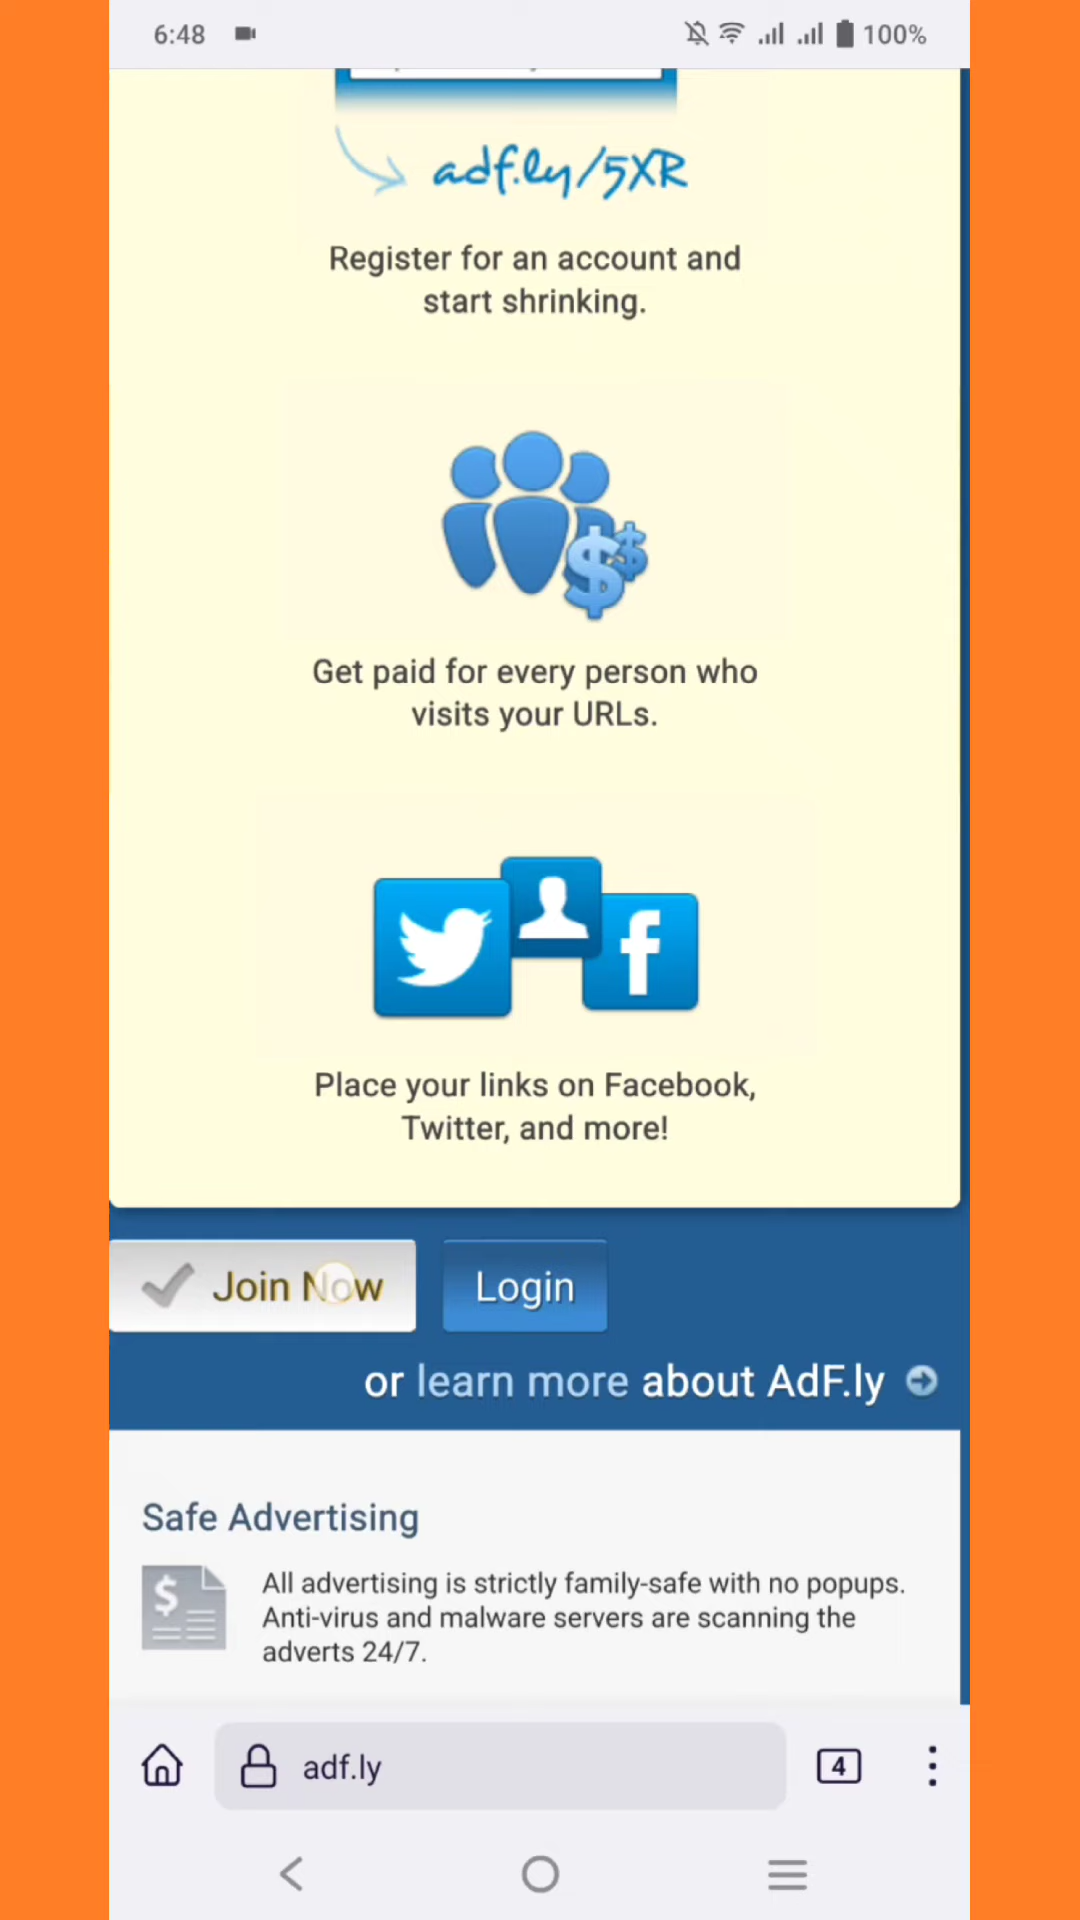 6:48
100%
adf.ly/5XR
Register for an account and
start shrinking.
$$
Get paid for every person who
visits your URLs.
f
Place your links on Facebook,
Twitter, and more!
Join Now
Login
or learn more about AdF.ly
Safe Advertising
$
All advertising is strictly family-safe with no popups.
Anti-virus and malware servers are scanning the
adverts 24/7.
adf.ly
4